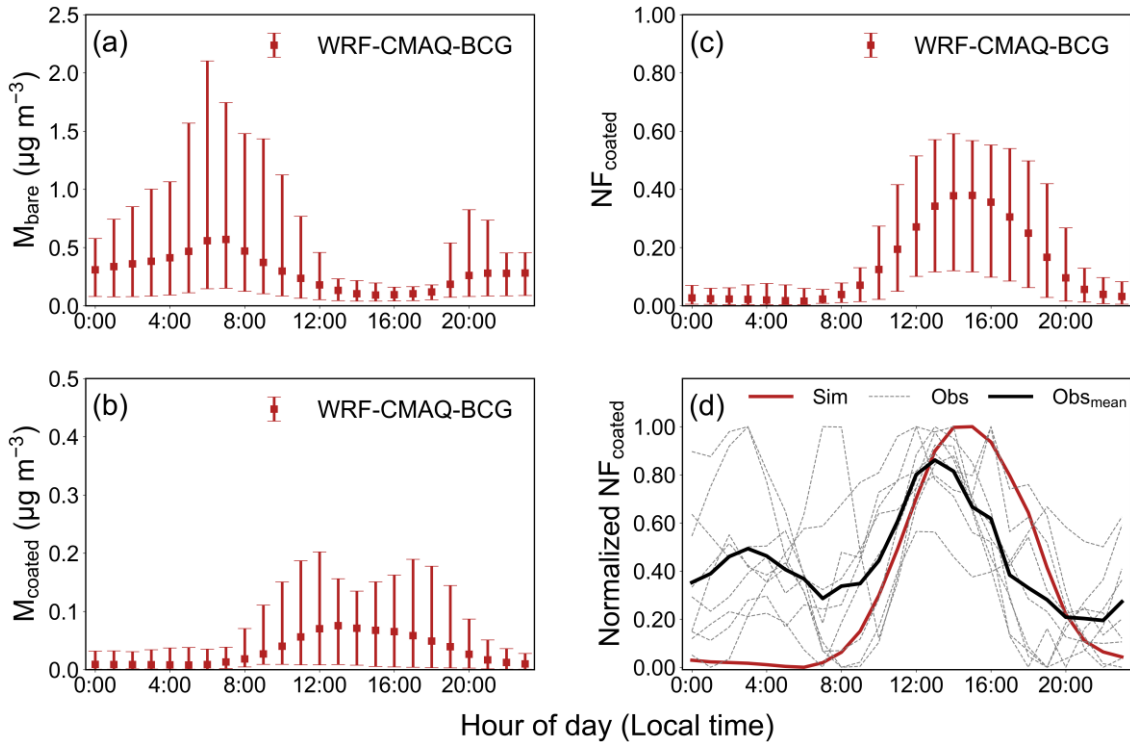 (a)
WRF-CMAQ-BCG
M_bare (μg m⁻³)
2.5
2.0
1.5
1.0
0.5
0.0
0:00 4:00 8:00 12:00 16:00 20:00
(c)
WRF-CMAQ-BCG
NF_coated
1.00
0.80
0.60
0.40
0.20
0.00
0:00 4:00 8:00 12:00 16:00 20:00
(b)
WRF-CMAQ-BCG
M_coated (μg m⁻³)
0.5
0.4
0.3
0.2
0.1
0.0
0:00 4:00 8:00 12:00 16:00 20:00
(d)
Sim Obs Obs_mean
Normalized NF_coated
1.00
0.80
0.60
0.40
0.20
0.00
0:00 4:00 8:00 12:00 16:00 20:00
Hour of day (Local time)